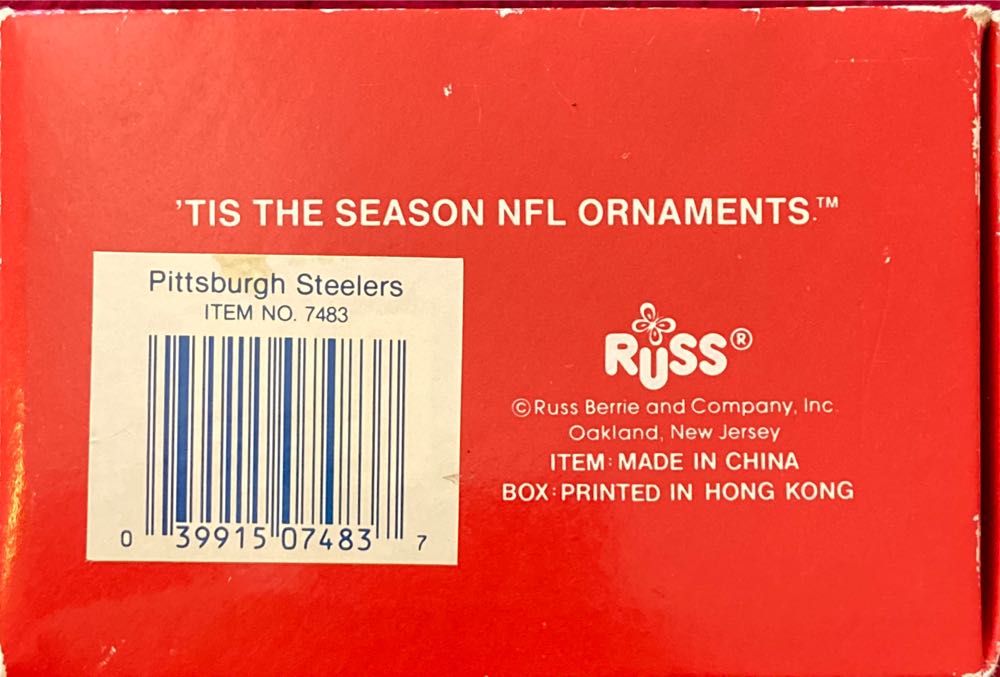 'TIS THE SEASON NFL ORNAMENTS.™
Pittsburgh Steelers
ITEM NO. 7483
0 39915 07483 7
RUSS®
©Russ Berrie and Company, Inc.
Oakland, New Jersey
ITEM: MADE IN CHINA
BOX: PRINTED IN HONG KONG